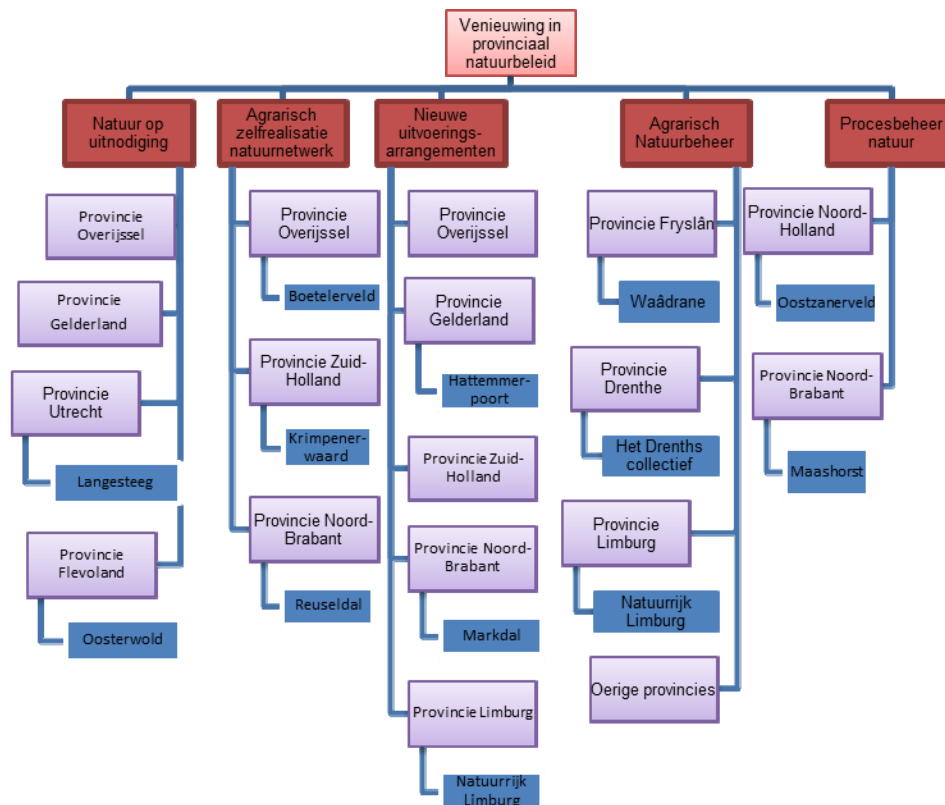 Venieuwing in
provinciaal
natuurbeleid
Natuur op
uitnodiging
Provincie
Overijssel
Provincie
Gelderland
Provincie
Utrecht
Langesteeg
Provincie
Flevoland
Oosterwold
Agrarisch
zelfrealisatie
natuurnetwerk
Provincie
Overijssel
Boetelerveld
Provincie Zuid-
Holland
Krimpener-
waard
Provincie Noord-
Brabant
Reuseldal
Nieuwe
uitvoerings-
arrangementen
Provincie
Overijssel
Provincie
Gelderland
Hattemmer-
poort
Provincie Zuid-
Holland
Provincie Noord-
Brabant
Markdal
Provincie Limburg
Natuurrijk
Limburg
Agrarisch
Natuurbeheer
Provincie Fryslân
Waâdrane
Provincie
Drenthe
Het Drenths
collectief
Provincie
Limburg
Natuurrijk
Limburg
Oerige provincies
Procesbeheer
natuur
Provincie Noord-
Holland
Oostzanerveld
Provincie Noord-
Brabant
Maashorst